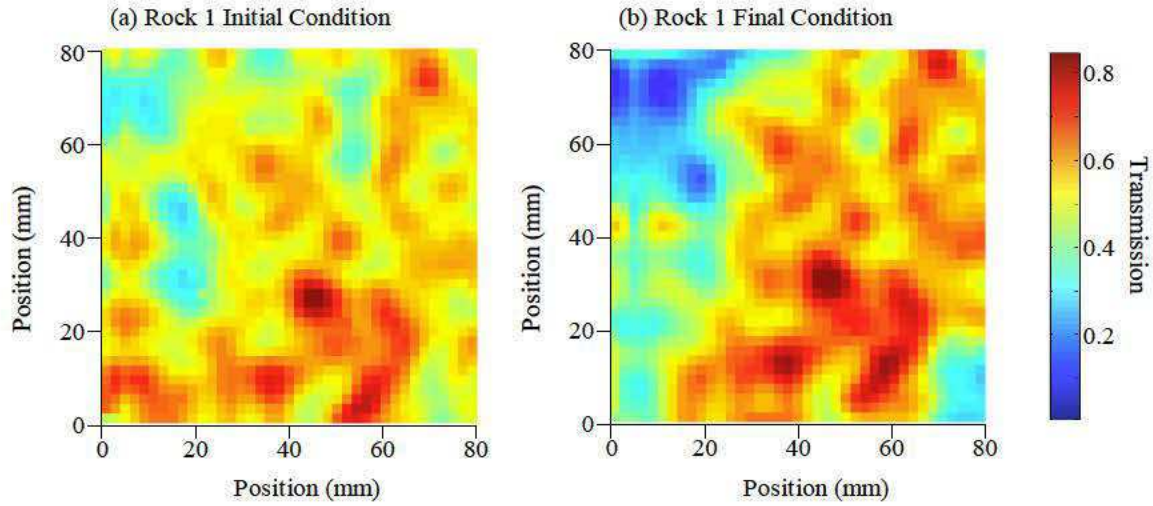 (a) Rock 1 Initial Condition
(b) Rock 1 Final Condition
80
60
40
20
0
Position (mm)
0 20 40 60 80
Position (mm)
80
60
40
20
0
Position (mm)
0 20 40 60 80
Position (mm)
0.8
0.6
0.4
0.2
Transmission